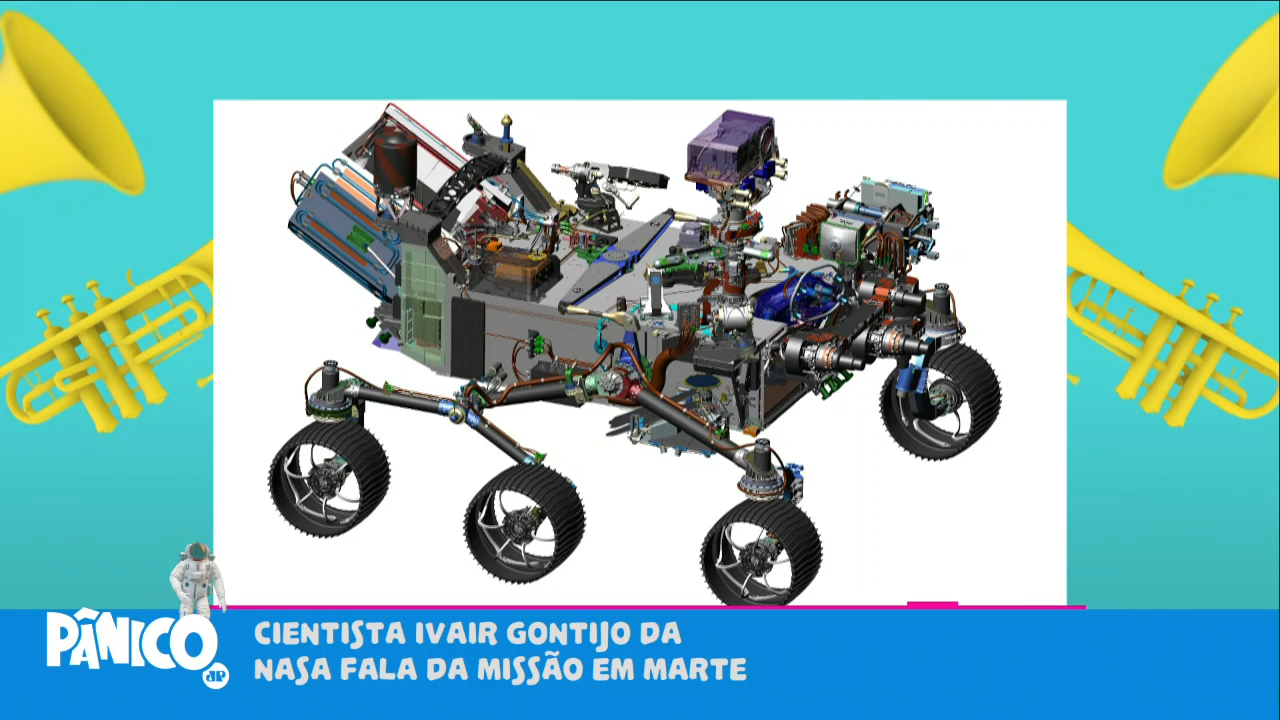 PÂNICO
JP
CIENTISTA IVAIR GONTIJO DA
NASA FALA DA MISSÃO EM MARTE